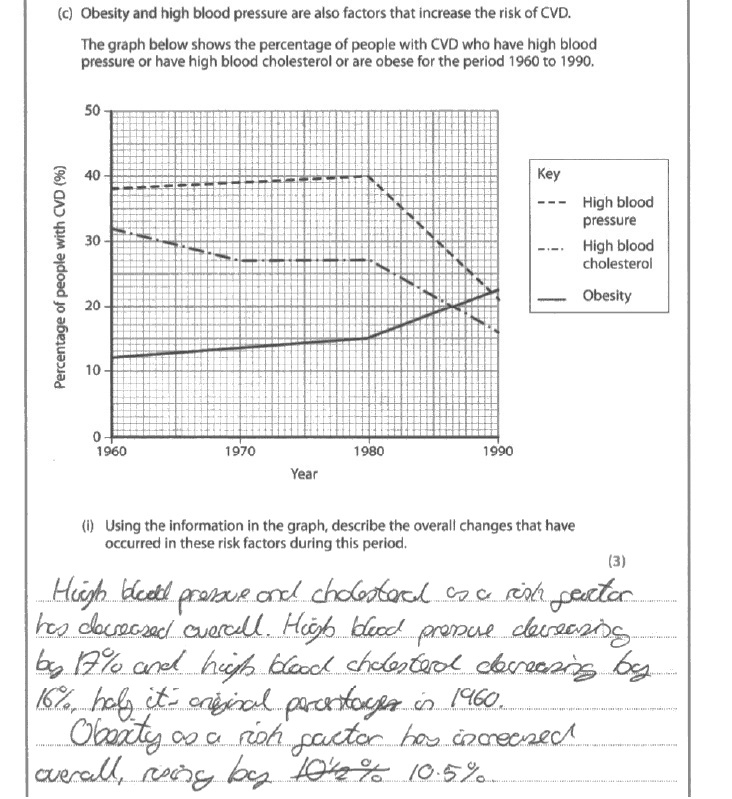 (c) Obesity and high blood pressure are also factors that increase the risk of CVD.
The graph below shows the percentage of people with CVD who have high blood
pressure or have high blood cholesterol or are obese for the period 1960 to 1990.
50
40
30
20
10
0
Percentage of people with CVD (%)
1960 1970 1980 1990
Year
Key
High blood
pressure
High blood
cholesterol
Obesity
(i) Using the information in the graph, describe the overall changes that have
occurred in these risk factors during this period.
(3)
High blood pressure and cholesterol as a risk factor
has decreased overall. High blood pressure decreasing
by 17% and high blood cholesterol decreasing by
16%, half it's original percentage in 1960.
Obesity as a risk factor has increased
overall, rising by 10½% 10.5%.